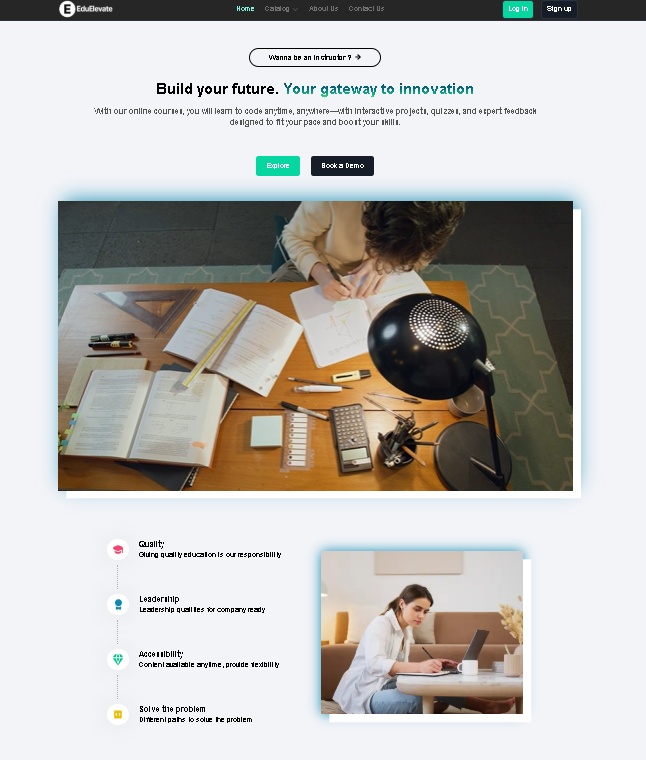 EduElevate
Home Catalog About Us Contact Us
Log in Sign up
Wanna be an Instructor ?
Build your future. Your gateway to innovation
With our online courses, you will learn to code anytime, anywhere—with interactive projects, quizzes, and expert feedback
designed to fit your pace and boost your skills.
Explore Book a Demo
Quality
Giving quality education is our responsibility
Leadership
Leadership qualities for company ready
Accessibility
Content available anytime, provide flexibility
Solve the problem
Different paths to solve the problem